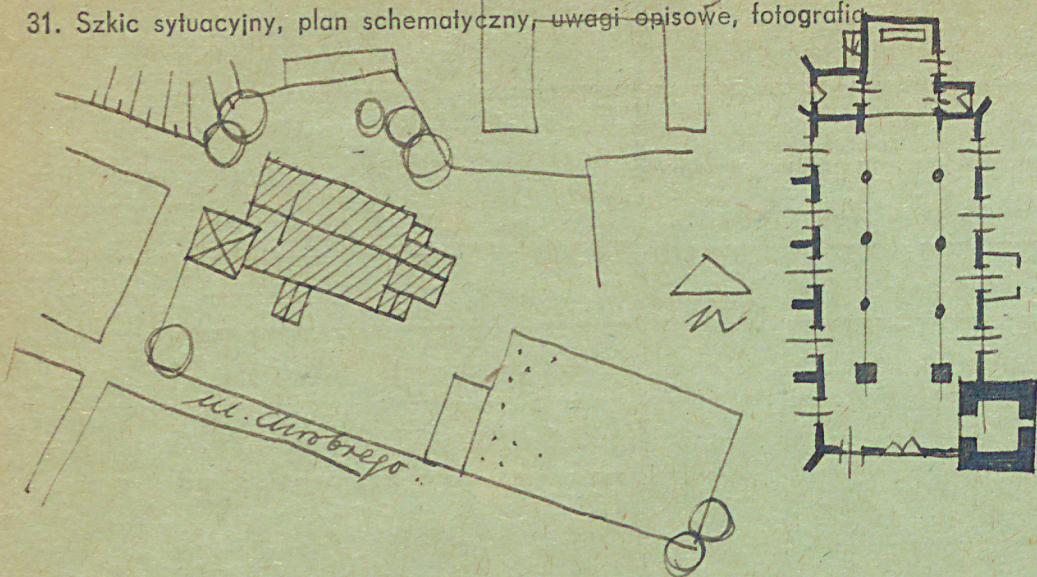 31. Szkic sytuacyjny, plan schematyczny, uwagi opisowe, fotografia
ul. Chrobrego
N